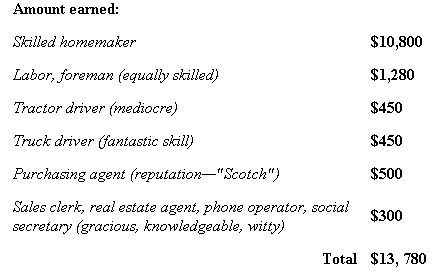 Amount earned:
Skilled homemaker $10,800
Labor, foreman (equally skilled) $1,280
Tractor driver (mediocre) $450
Truck driver (fantastic skill) $450
Purchasing agent (reputation—"Scotch") $500
Sales clerk, real estate agent, phone operator, social
secretary (gracious, knowledgeable, witty) $300
Total $13, 780